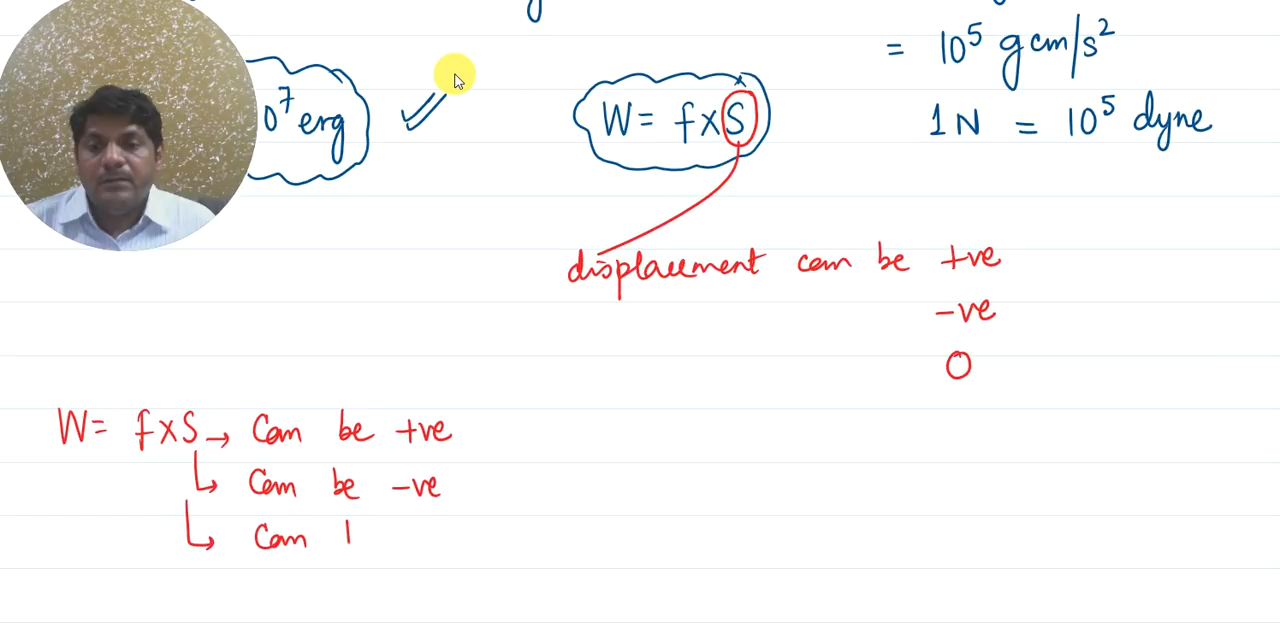 = 10⁵ g cm/s²
0⁷ erg
W = f x S
1 N = 10⁵ dyne
displacement can be +ve
-ve
0
W = f x S → Can be +ve
↳ Can be -ve
↳ Can